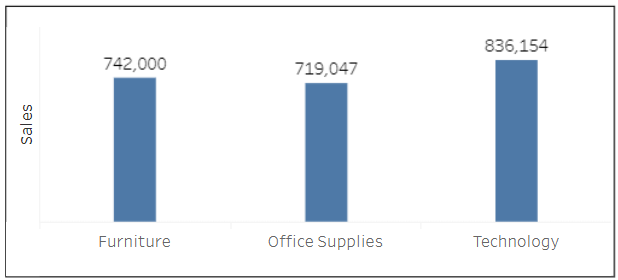 836,154
742,000
719,047
Sales
Furniture
Office Supplies
Technology